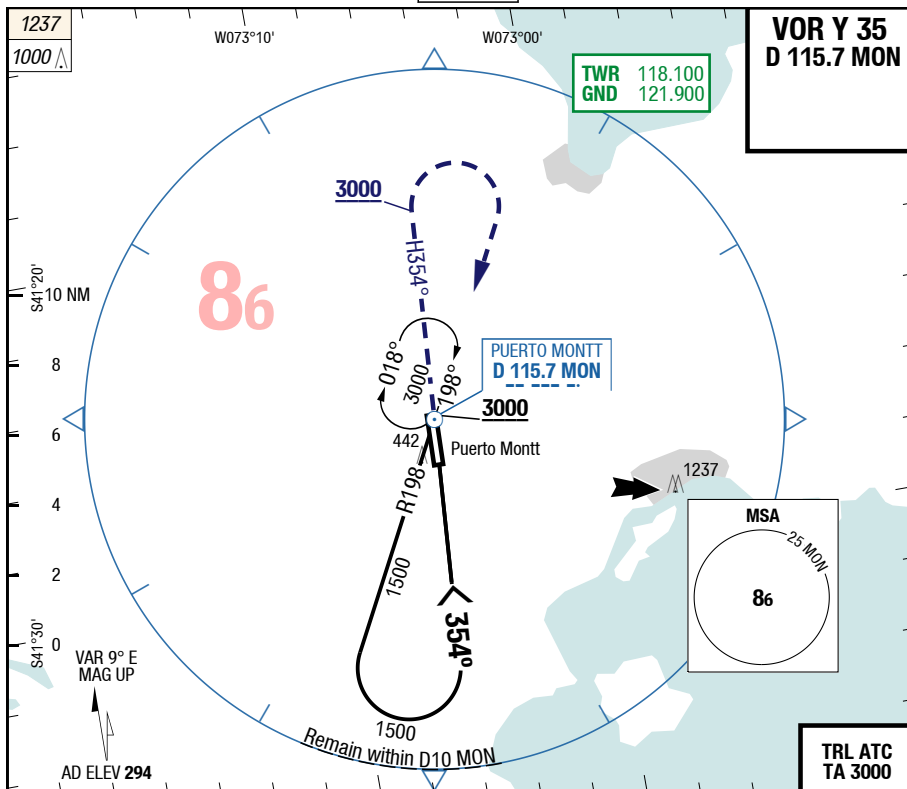 1237
1000
W073°10'
W073°00'
VOR Y 35
D 115.7 MON
TWR 118.100
GND 121.900
3000
H354°
86
S41°20'
10 NM
8
6
4
2
0
S41°30'
018°
3000
198°
PUERTO MONTT
D 115.7 MON
3000
442
Puerto Montt
R198
1500
354°
1500
Remain within D10 MON
1237
MSA
25 MON
86
VAR 9° E
MAG UP
AD ELEV 294
TRL ATC
TA 3000